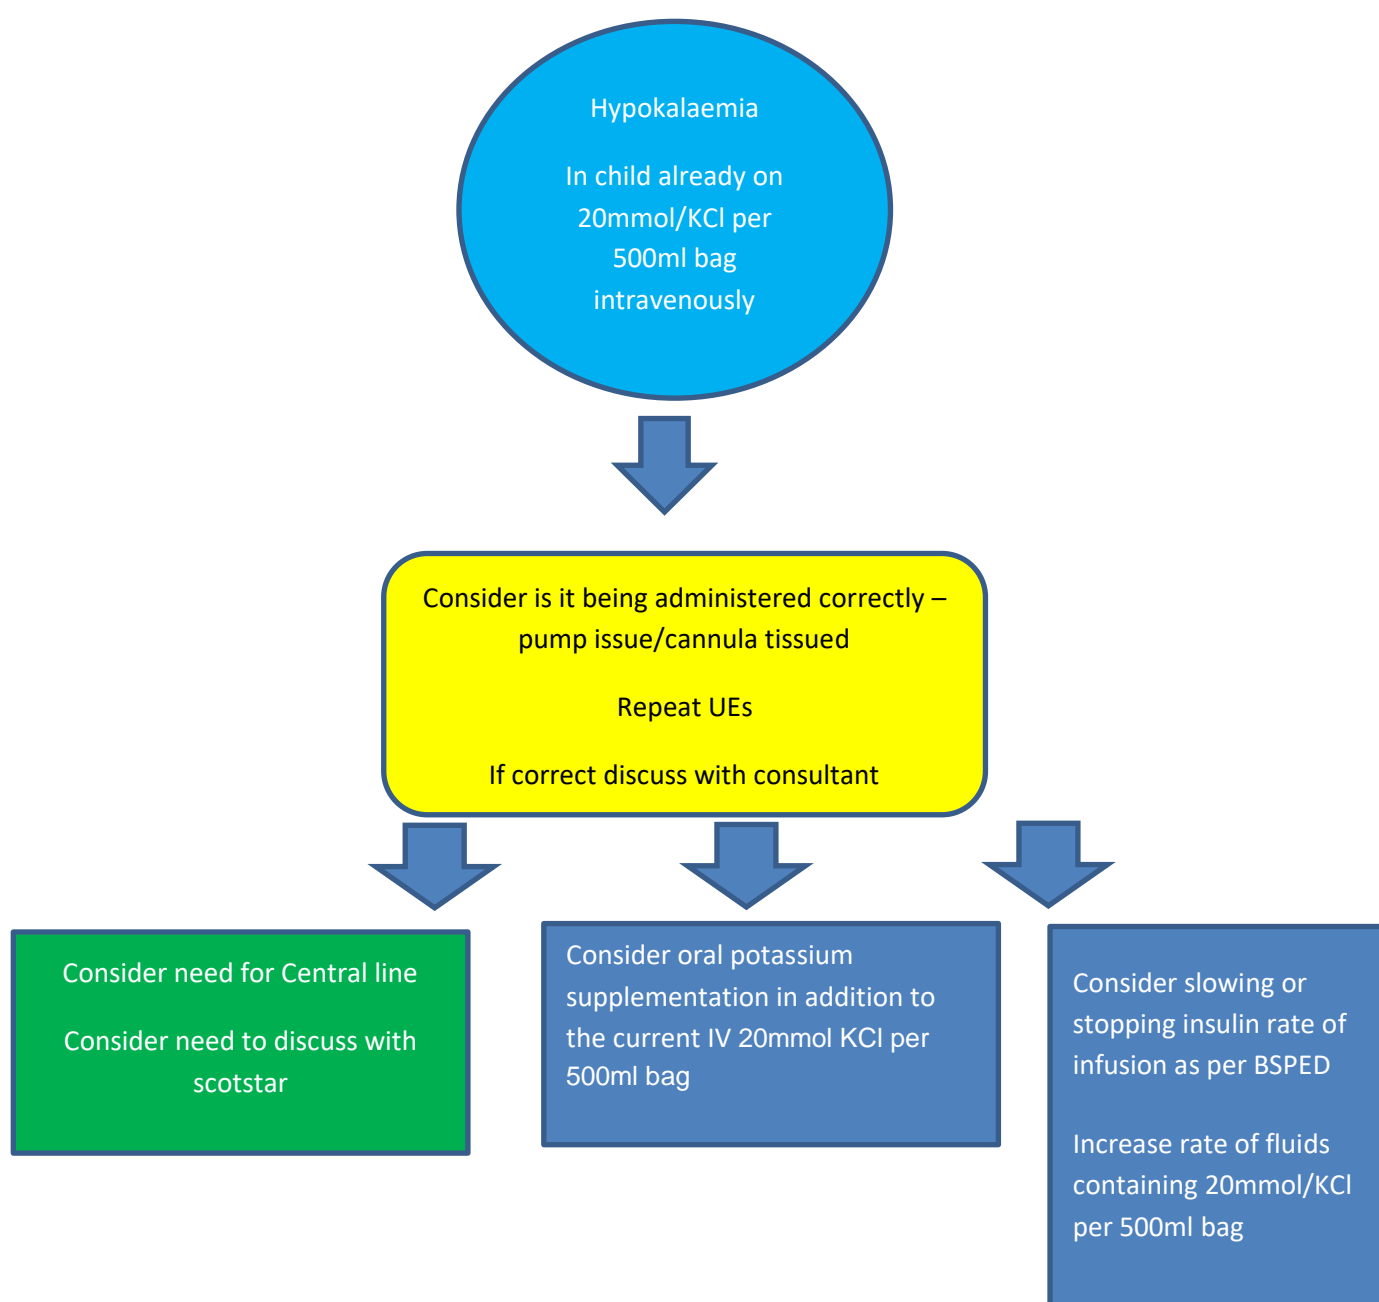 Hypokalaemia
In child already on
20mmol/KCl per
500ml bag
intravenously
Consider is it being administered correctly –
pump issue/cannula tissued
Repeat UEs
If correct discuss with consultant
Consider need for Central line
Consider need to discuss with
scotstar
Consider oral potassium
supplementation in addition to
the current IV 20mmol KCl per
500ml bag
Consider slowing or
stopping insulin rate of
infusion as per BSPED
Increase rate of fluids
containing 20mmol/KCl
per 500ml bag